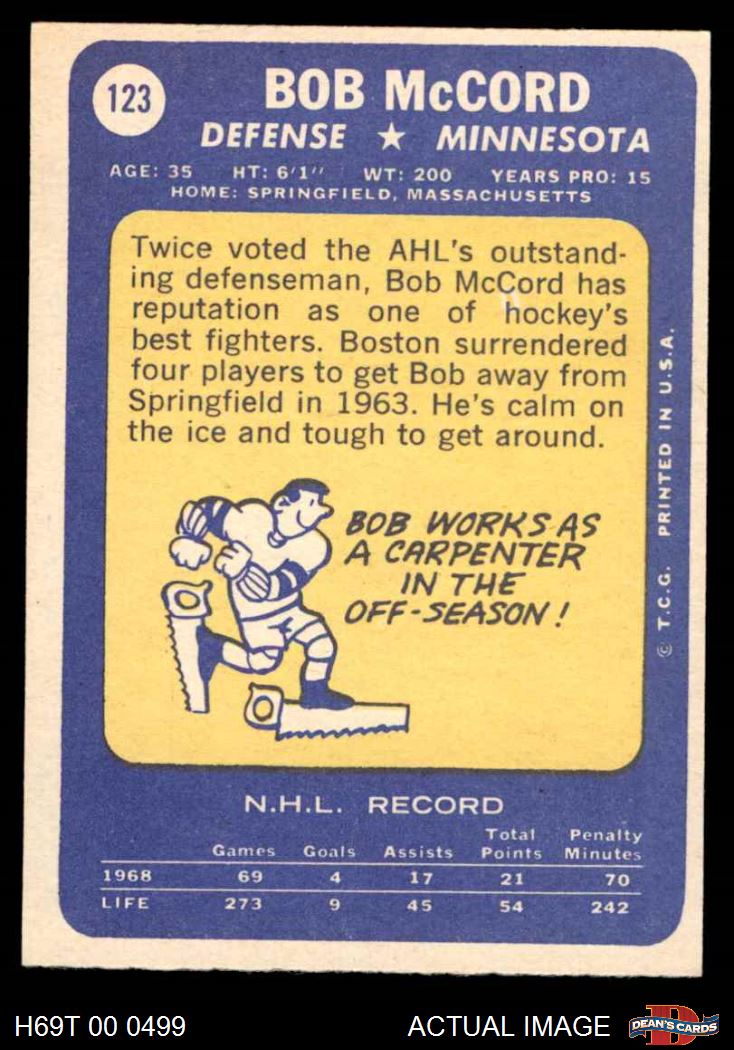 123
BOB McCORD
DEFENSE ★ MINNESOTA
AGE: 35 HT: 6'1'' WT: 200 YEARS PRO: 15
HOME: SPRINGFIELD, MASSACHUSETTS
Twice voted the AHL's outstand-
ing defenseman, Bob McCord has
reputation as one of hockey's
best fighters. Boston surrendered
four players to get Bob away from
Springfield in 1963. He's calm on
the ice and tough to get around.
BOB WORKS AS
A CARPENTER
IN THE
OFF-SEASON!
© T.C.G. PRINTED IN U.S.A.
N.H.L. RECORD
Games Goals Assists Total Points Penalty Minutes
1968 69 4 17 21 70
LIFE 273 9 45 54 242
H69T 00 0499
ACTUAL IMAGE
D
DEAN'S CARDS